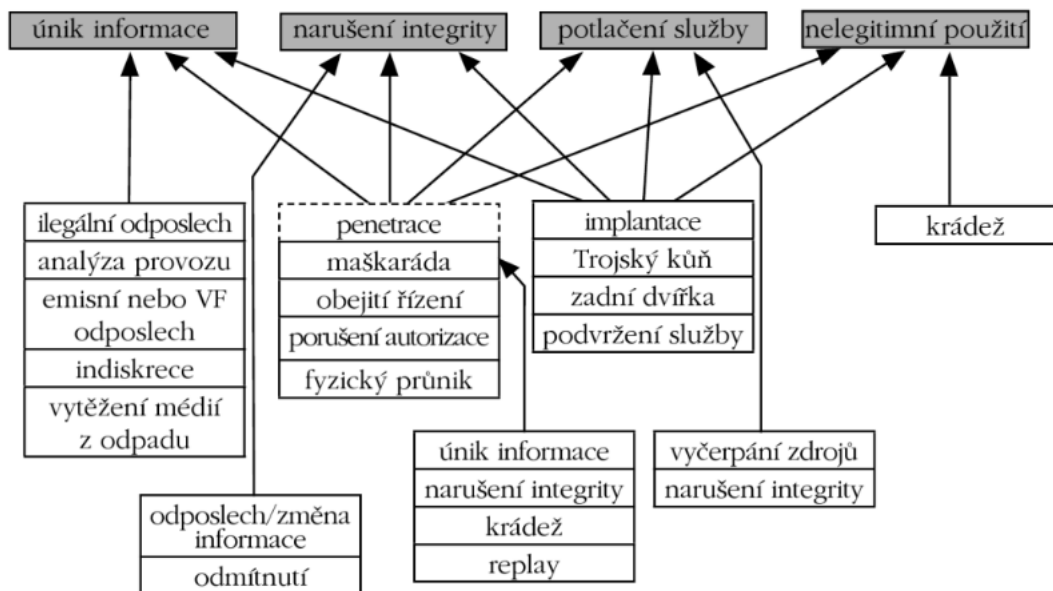 únik informace
narušení integrity
potlačení služby
nelegitimní použití
ilegální odposlech
analýza provozu
emisní nebo VF
odposlech
indiskrece
vytěžení médií
z odpadu
penetrace
maškaráda
obejití řízení
porušení autorizace
fyzický průnik
implantace
Trojský kůň
zadní dvířka
podvržení služby
krádež
odposlech/změna
informace
odmítnutí
únik informace
narušení integrity
krádež
replay
vyčerpání zdrojů
narušení integrity